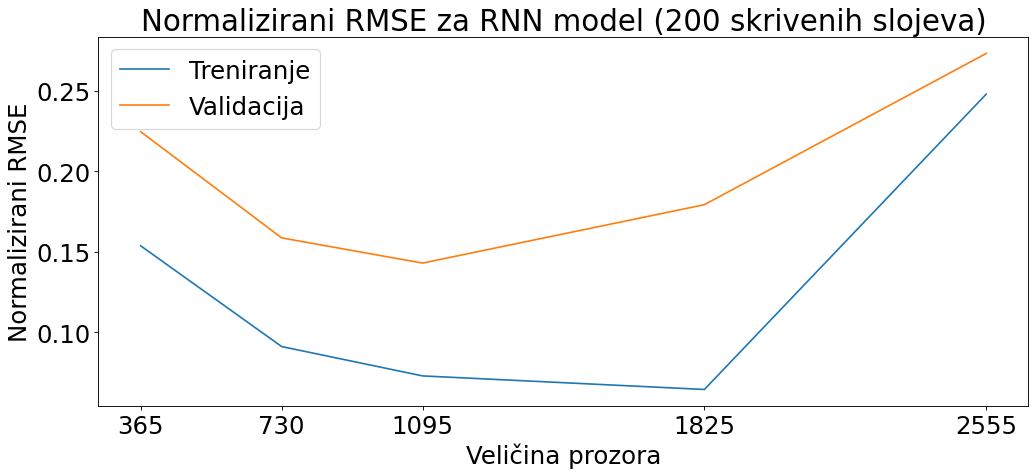 Normalizirani RMSE za RNN model (200 skrivenih slojeva)
Treniranje
Validacija
Normalizirani RMSE
0.25
0.20
0.15
0.10
365 730 1095 1825 2555
Veličina prozora